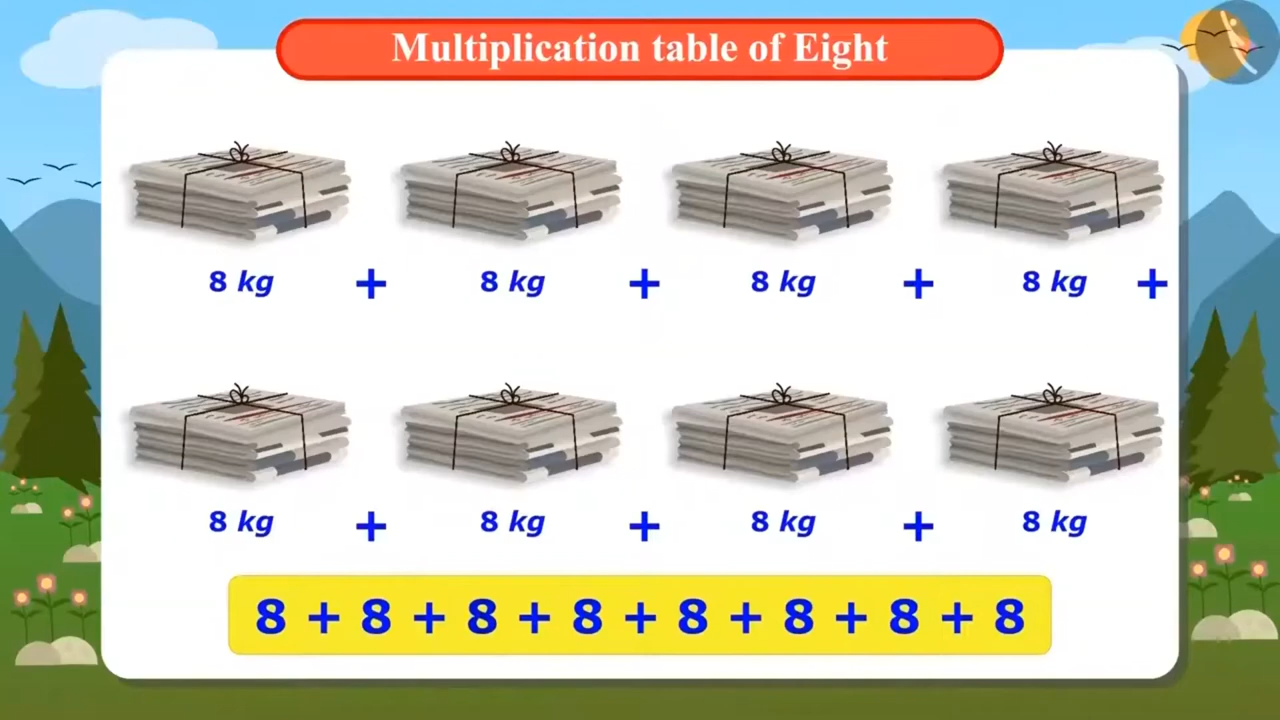 Multiplication table of Eight
8 kg + 8 kg + 8 kg + 8 kg +
8 kg + 8 kg + 8 kg + 8 kg
8 + 8 + 8 + 8 + 8 + 8 + 8 + 8